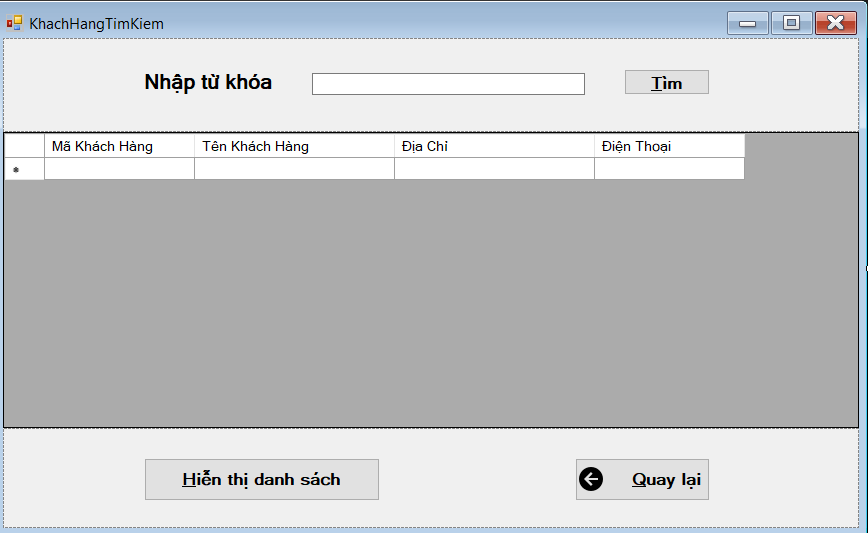 KhachHangTimKiem
Nhập từ khóa
Tìm
Mã Khách Hàng Tên Khách Hàng Địa Chỉ Điện Thoại
*
Hiễn thị danh sách
Quay lại